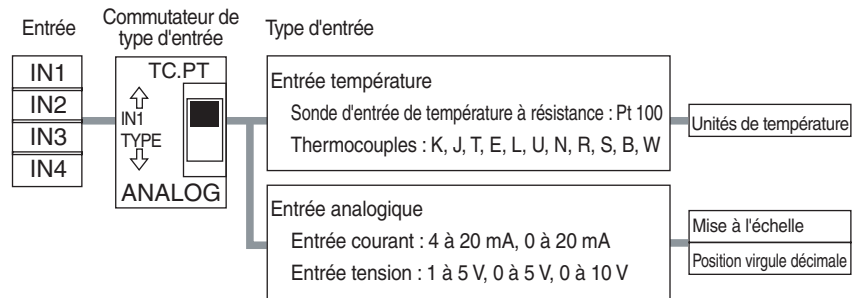 Entrée
Commutateur de
type d'entrée
Type d'entrée
IN1
IN2
IN3
IN4
TC.PT
IN1
TYPE
ANALOG
Entrée température
Sonde d'entrée de température à résistance : Pt 100
Thermocouples : K, J, T, E, L, U, N, R, S, B, W
Unités de température
Entrée analogique
Entrée courant : 4 à 20 mA, 0 à 20 mA
Entrée tension : 1 à 5 V, 0 à 5 V, 0 à 10 V
Mise à l'échelle
Position virgule décimale